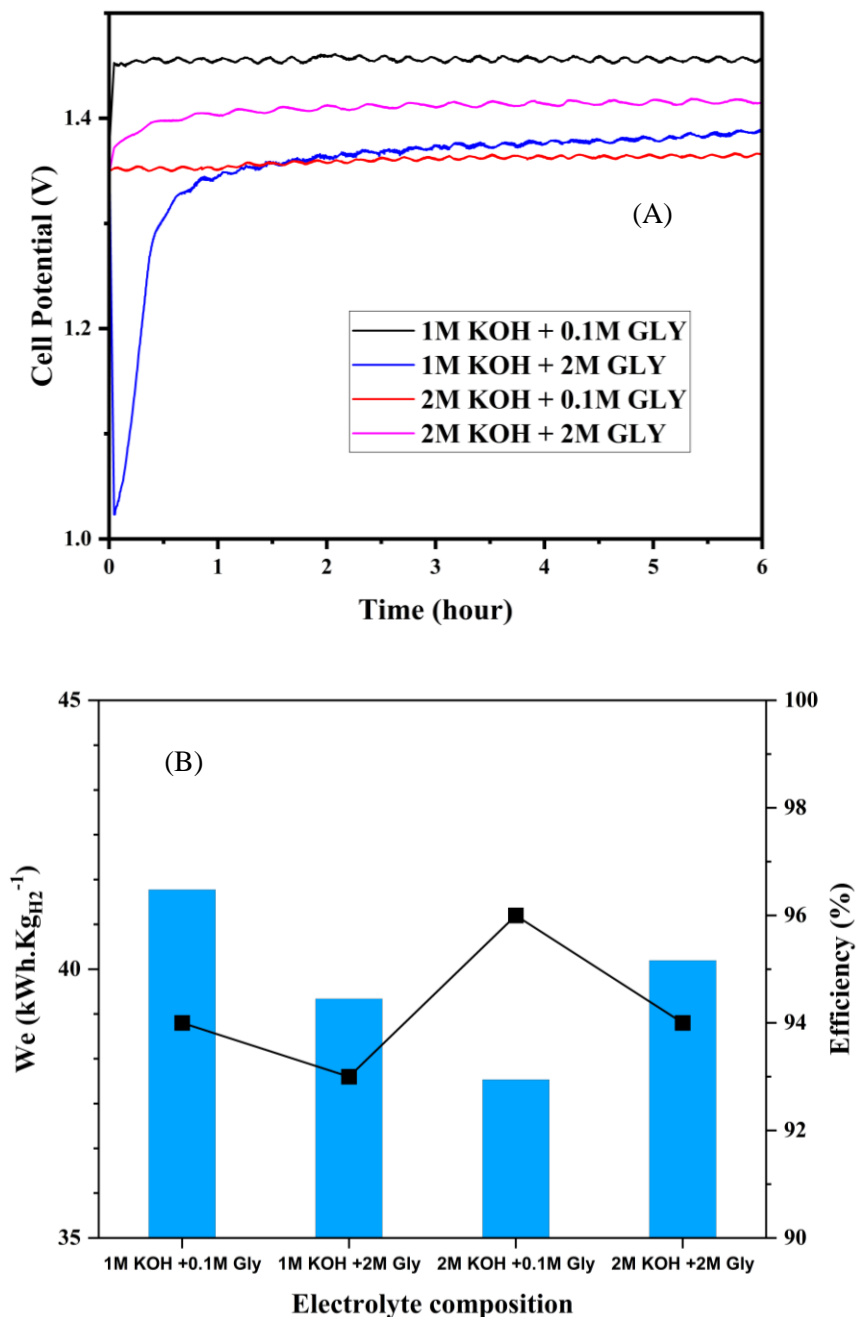 1.4
1.2
1.0
Cell Potential (V)
(A)
1M KOH + 0.1M GLY
1M KOH + 2M GLY
2M KOH + 0.1M GLY
2M KOH + 2M GLY
0 1 2 3 4 5 6
Time (hour)
45
40
35
We (kWh.Kg_H2^-1)
(B)
100
98
96
94
92
90
Efficiency (%)
1M KOH +0.1M Gly 1M KOH +2M Gly 2M KOH +0.1M Gly 2M KOH +2M Gly
Electrolyte composition